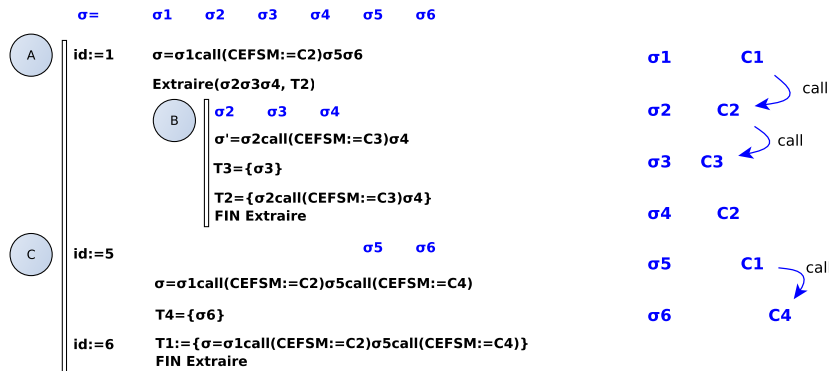 σ= σ1 σ2 σ3 σ4 σ5 σ6
A id:=1 σ=σ1call(CEFSM:=C2)σ5σ6
Extraire(σ2σ3σ4, T2)
B σ2 σ3 σ4
σ'=σ2call(CEFSM:=C3)σ4
T3={σ3}
T2={σ2call(CEFSM:=C3)σ4}
FIN Extraire
C id:=5 σ5 σ6
σ=σ1call(CEFSM:=C2)σ5call(CEFSM:=C4)
T4={σ6}
id:=6 T1:={σ=σ1call(CEFSM:=C2)σ5call(CEFSM:=C4)}
FIN Extraire
σ1 C1
call
σ2 C2
call
σ3 C3
σ4 C2
σ5 C1
cal
σ6 C4